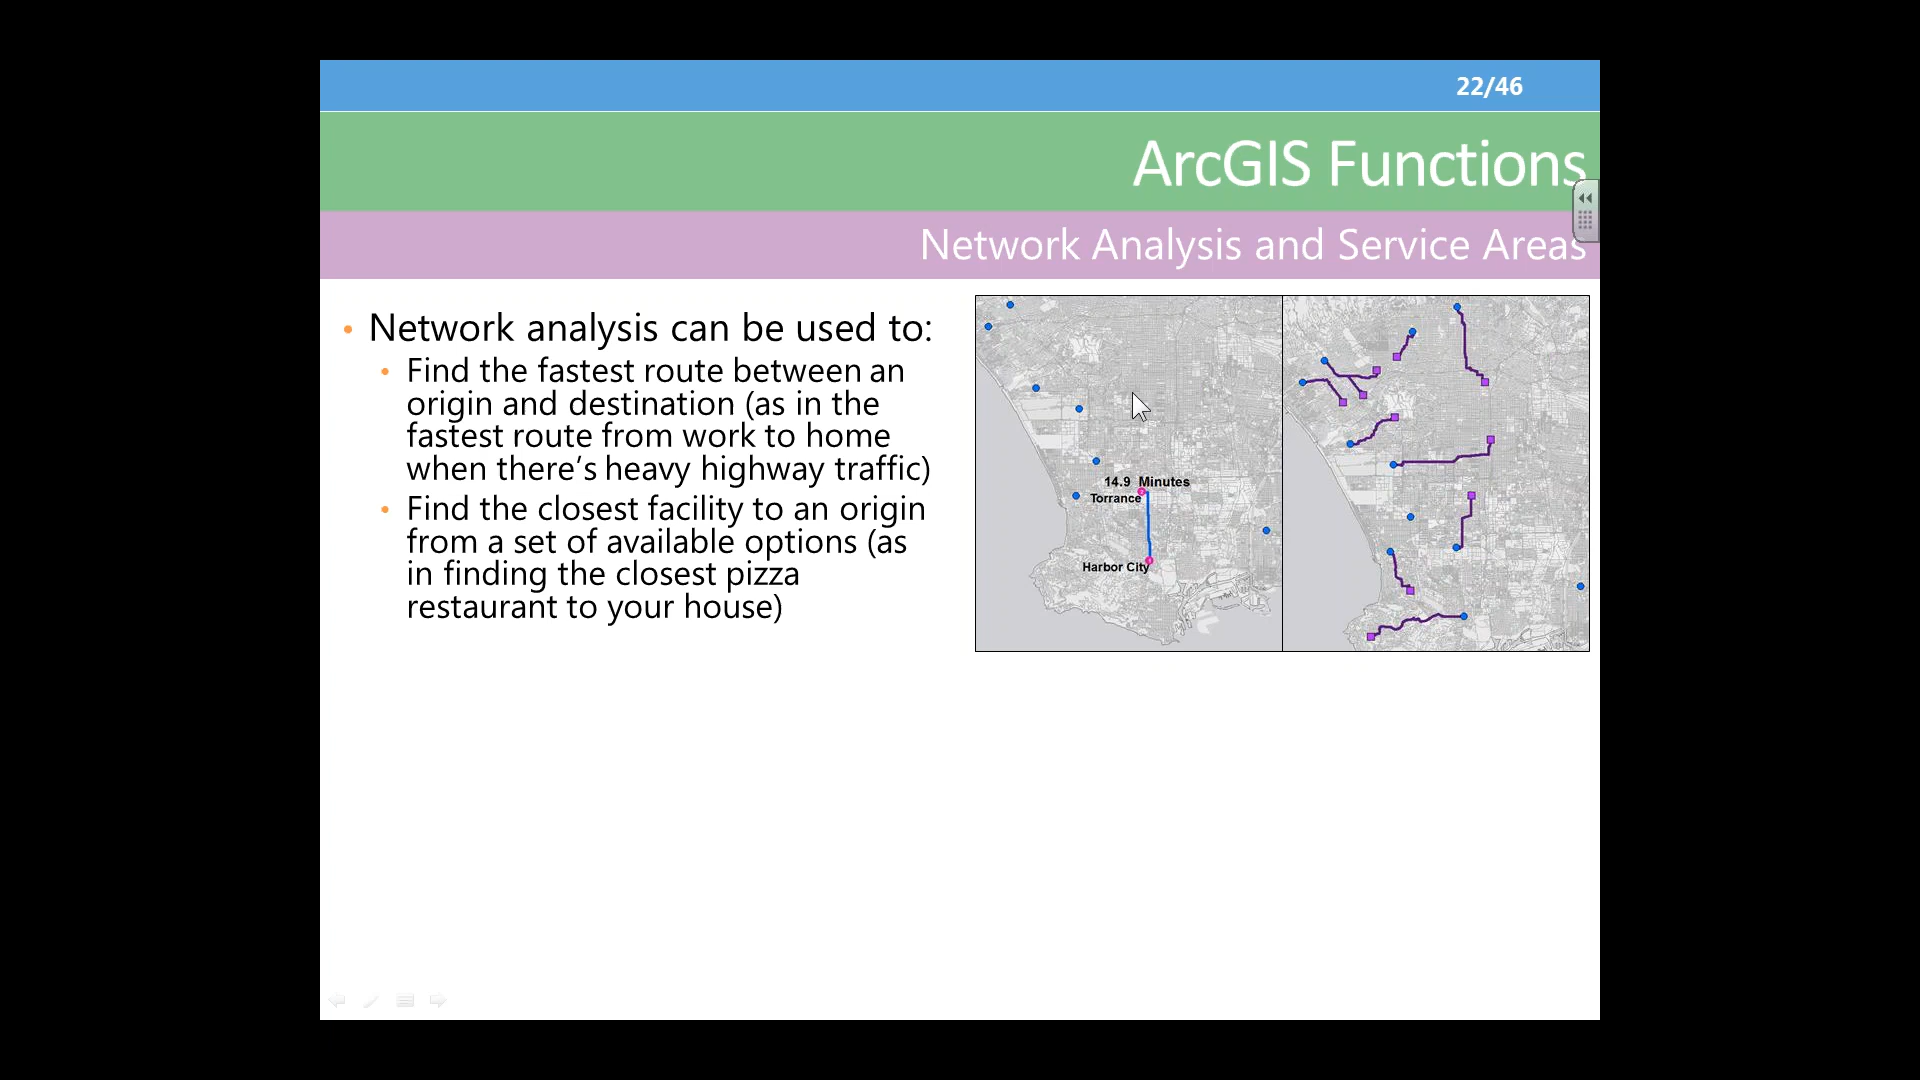 22/46
ArcGIS Functions
Network Analysis and Service Areas
• Network analysis can be used to:
• Find the fastest route between an
origin and destination (as in the
fastest route from work to home
when there’s heavy highway traffic)
• Find the closest facility to an origin
from a set of available options (as
in finding the closest pizza
restaurant to your house)
14.9 Minutes
Torrance
Harbor City